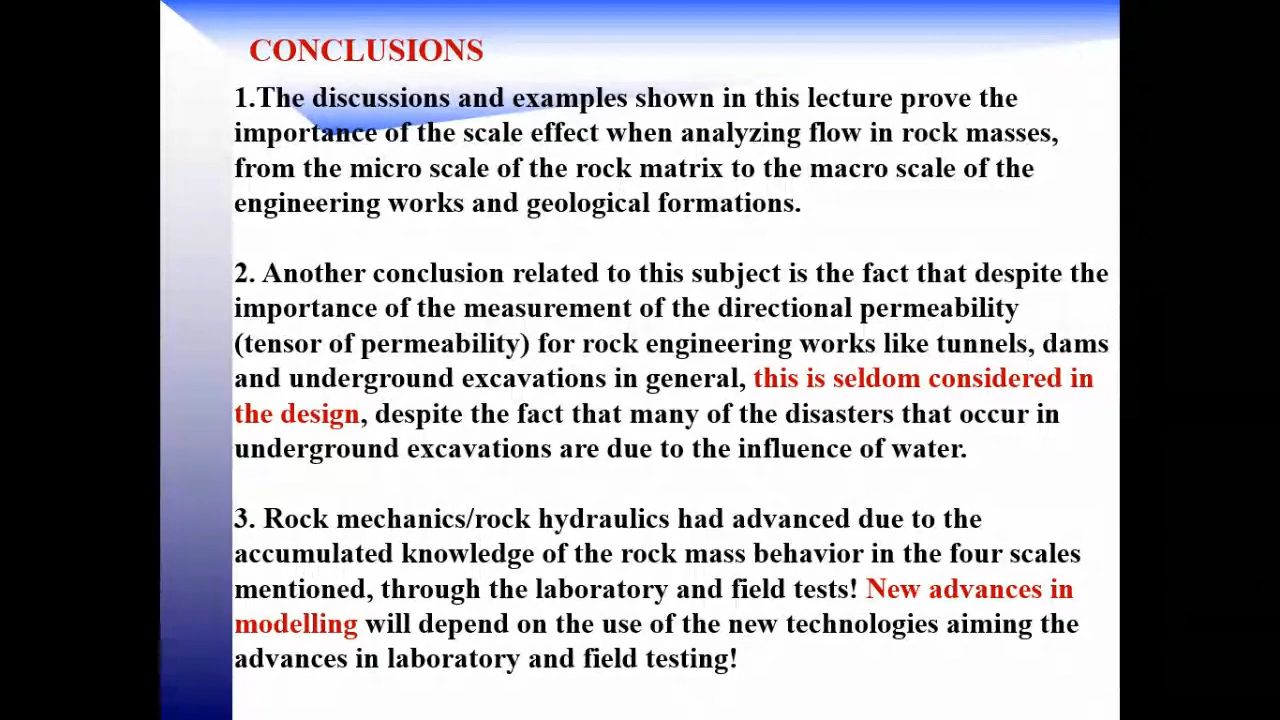 CONCLUSIONS
1.The discussions and examples shown in this lecture prove the
importance of the scale effect when analyzing flow in rock masses,
from the micro scale of the rock matrix to the macro scale of the
engineering works and geological formations.
2. Another conclusion related to this subject is the fact that despite the
importance of the measurement of the directional permeability
(tensor of permeability) for rock engineering works like tunnels, dams
and underground excavations in general, this is seldom considered in
the design, despite the fact that many of the disasters that occur in
underground excavations are due to the influence of water.
3. Rock mechanics/rock hydraulics had advanced due to the
accumulated knowledge of the rock mass behavior in the four scales
mentioned, through the laboratory and field tests! New advances in
modelling will depend on the use of the new technologies aiming the
advances in laboratory and field testing!